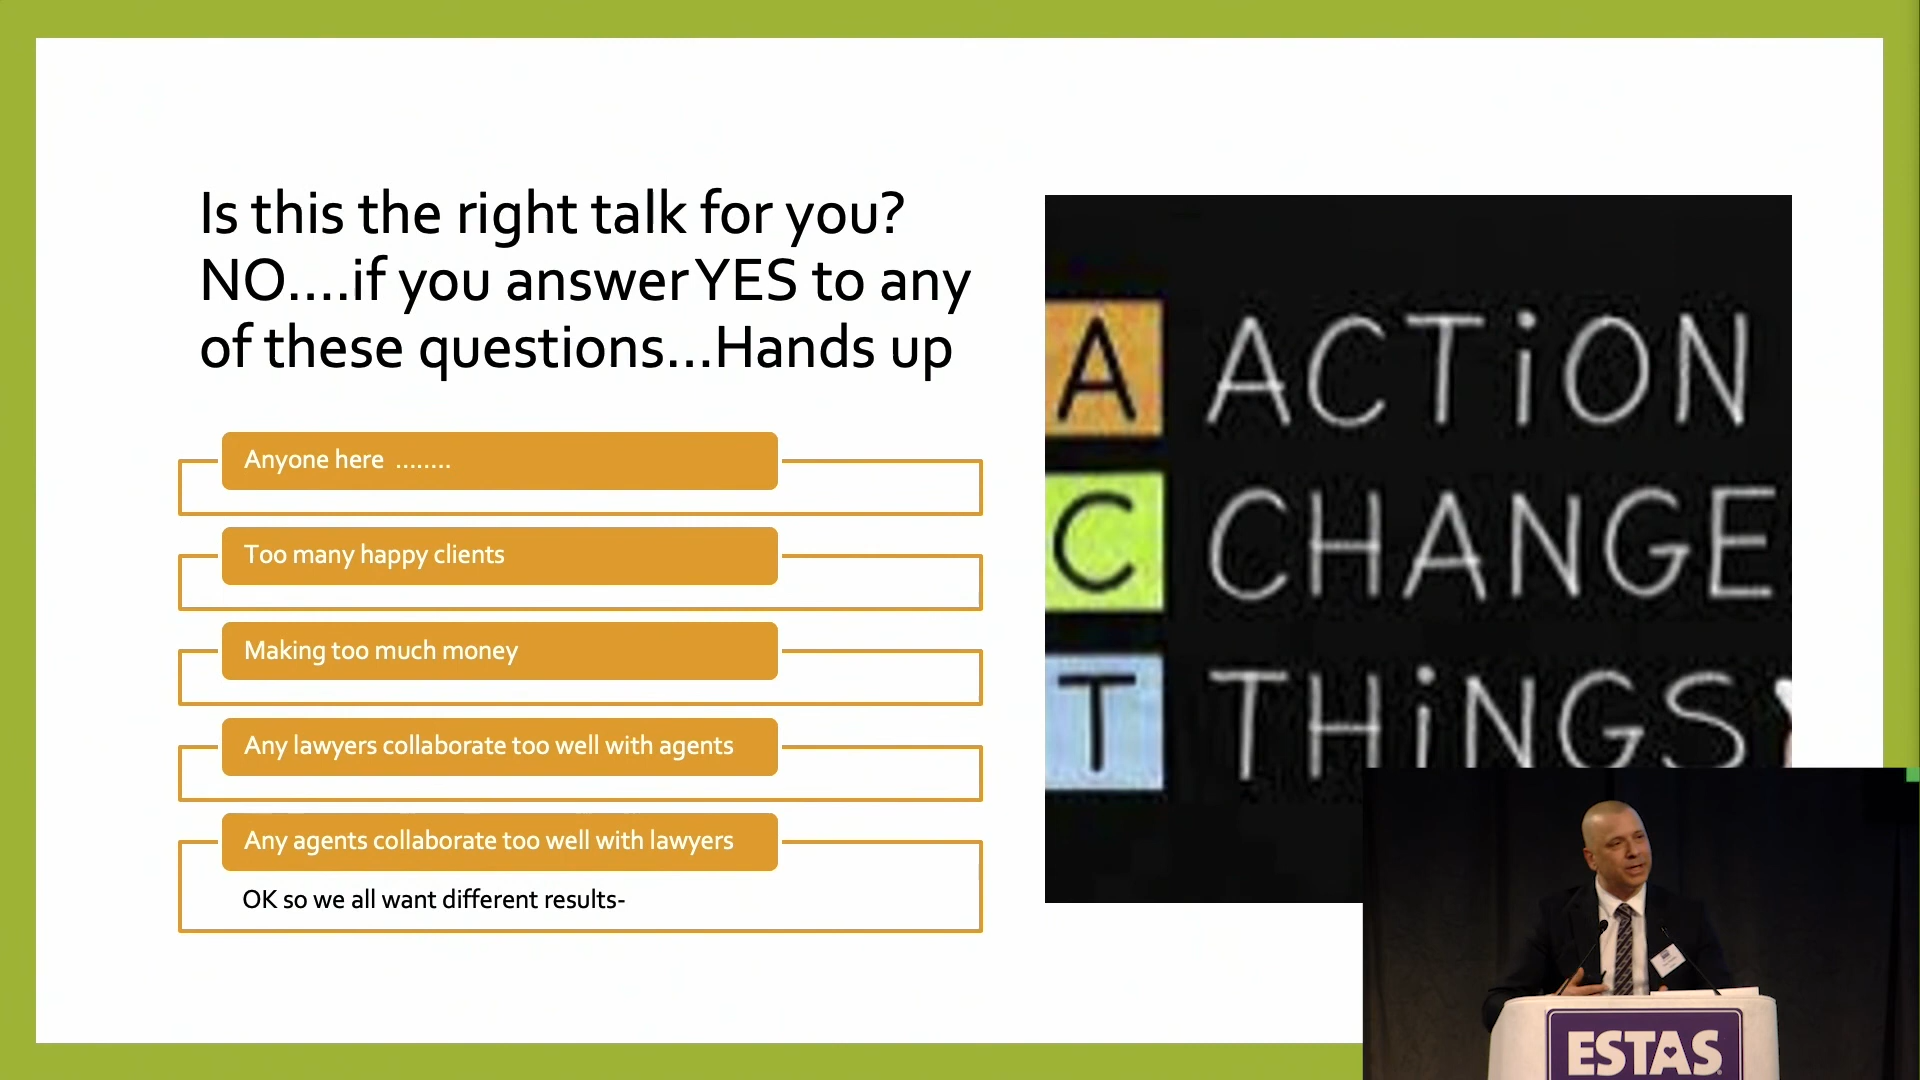 Is this the right talk for you?
NO....if you answer YES to any
of these questions...Hands up
Anyone here ........
Too many happy clients
Making too much money
Any lawyers collaborate too well with agents
Any agents collaborate too well with lawyers
OK so we all want different results-
A ACTiON
C CHANGE
T THiNGS
ESTAS